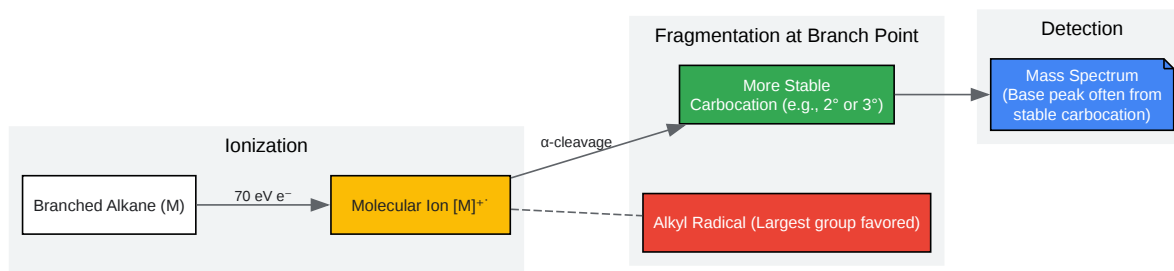 Ionization
Branched Alkane (M)
70 eV e⁻
Molecular Ion [M]⁺˙
α-cleavage
Fragmentation at Branch Point
More Stable
Carbocation (e.g., 2° or 3°)
Alkyl Radical (Largest group favored)
Detection
Mass Spectrum
(Base peak often from
stable carbocation)